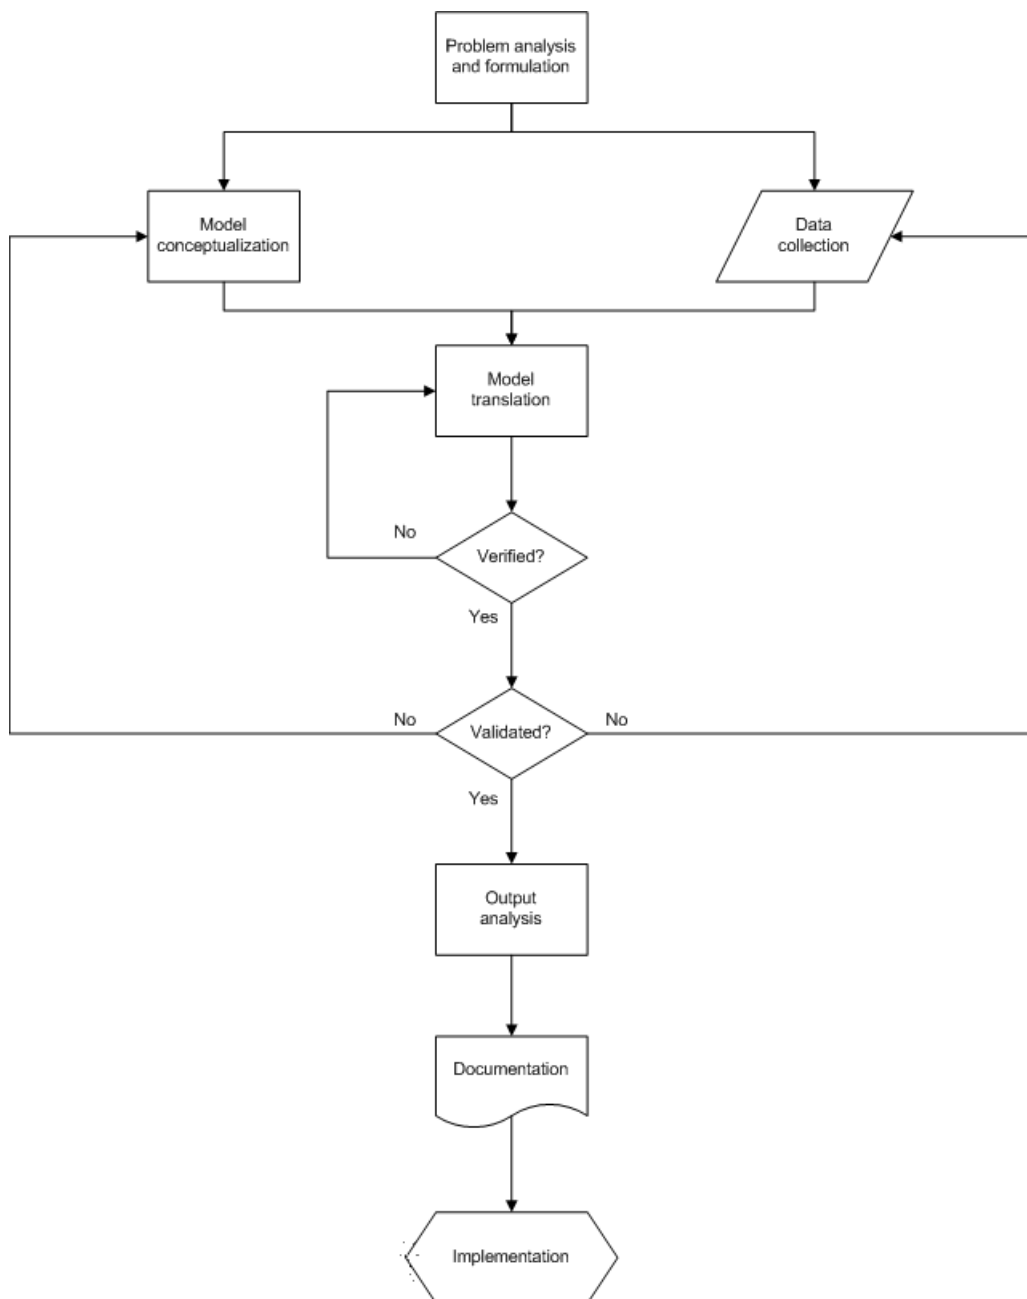 Problem analysis
and formulation
Model
conceptualization
Data
collection
Model
translation
No
Verified?
Yes
No
Validated?
No
Yes
Output
analysis
Documentation
Implementation